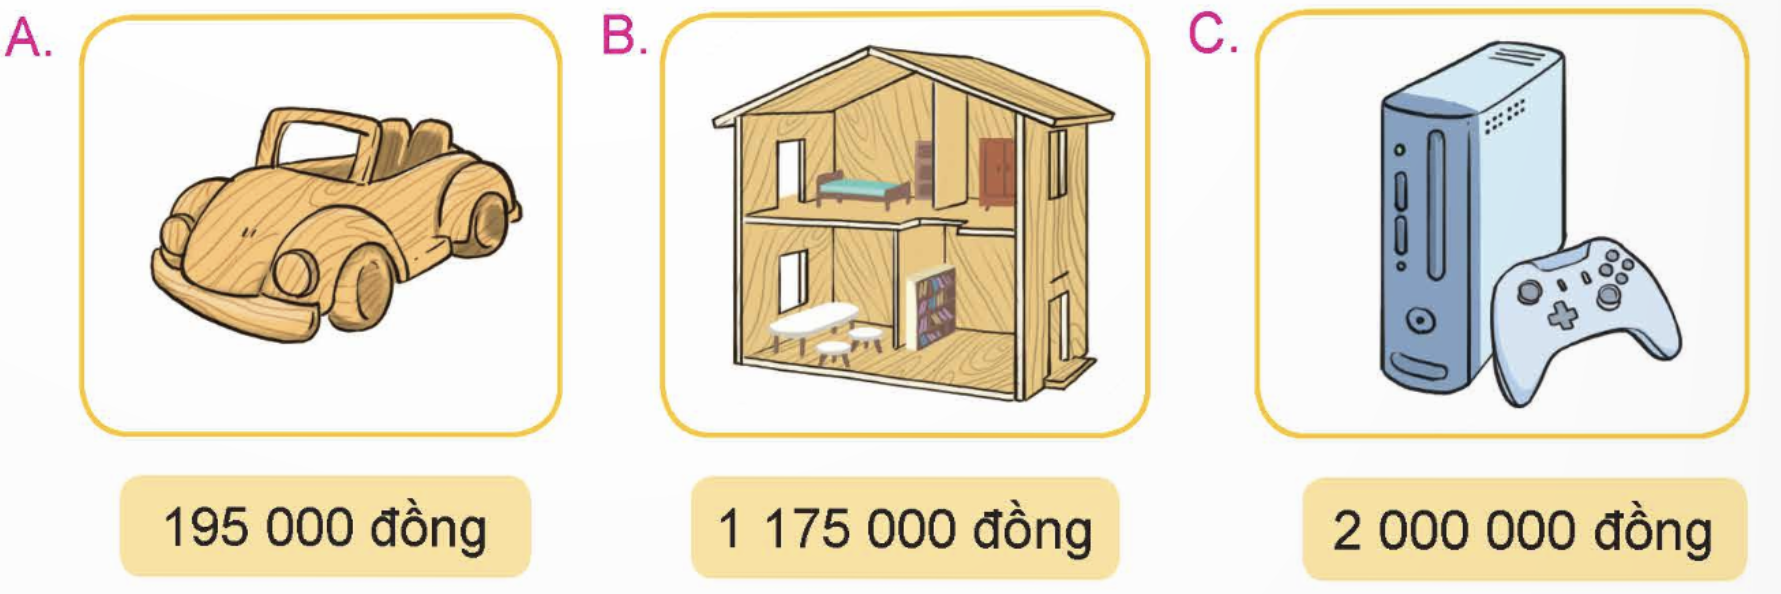 A.
B.
C.
195 000 đồng
1 175 000 đồng
2 000 000 đồng